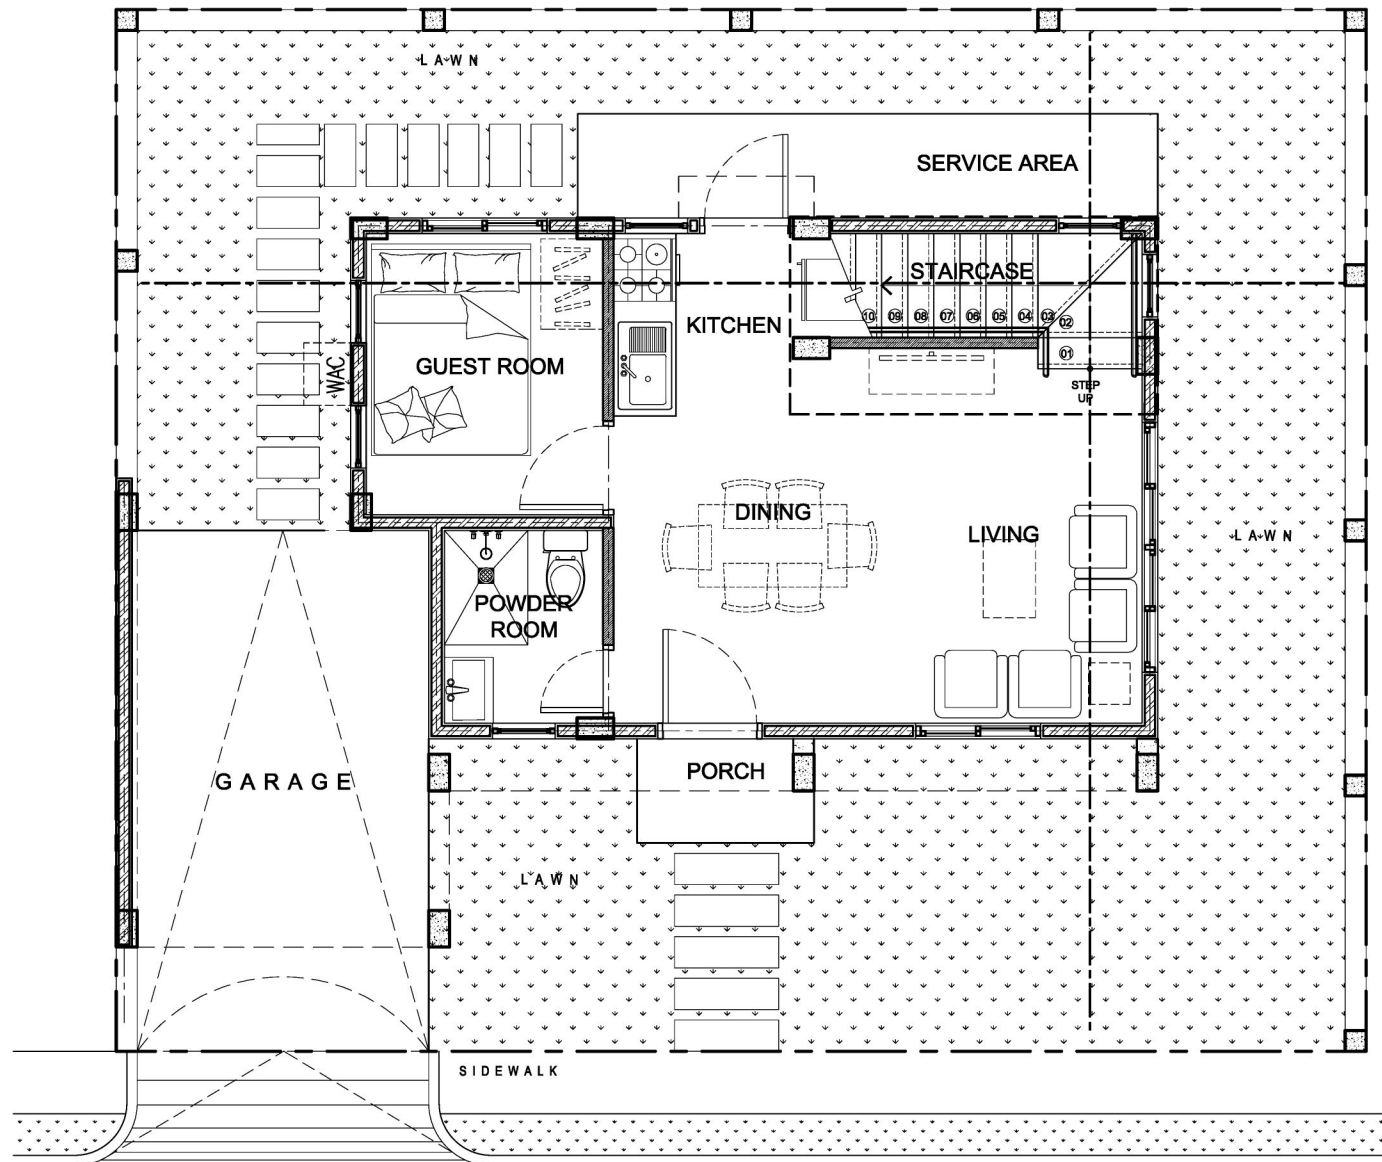 LAWN
SERVICE AREA
STAIRCASE
10 09 08 07 06 05 04 03 02
01
KITCHEN
GUEST ROOM
WAC
STEP
UP
DINING
LIVING
LAWN
POWDER
ROOM
PORCH
GARAGE
LAWN
SIDEWALK